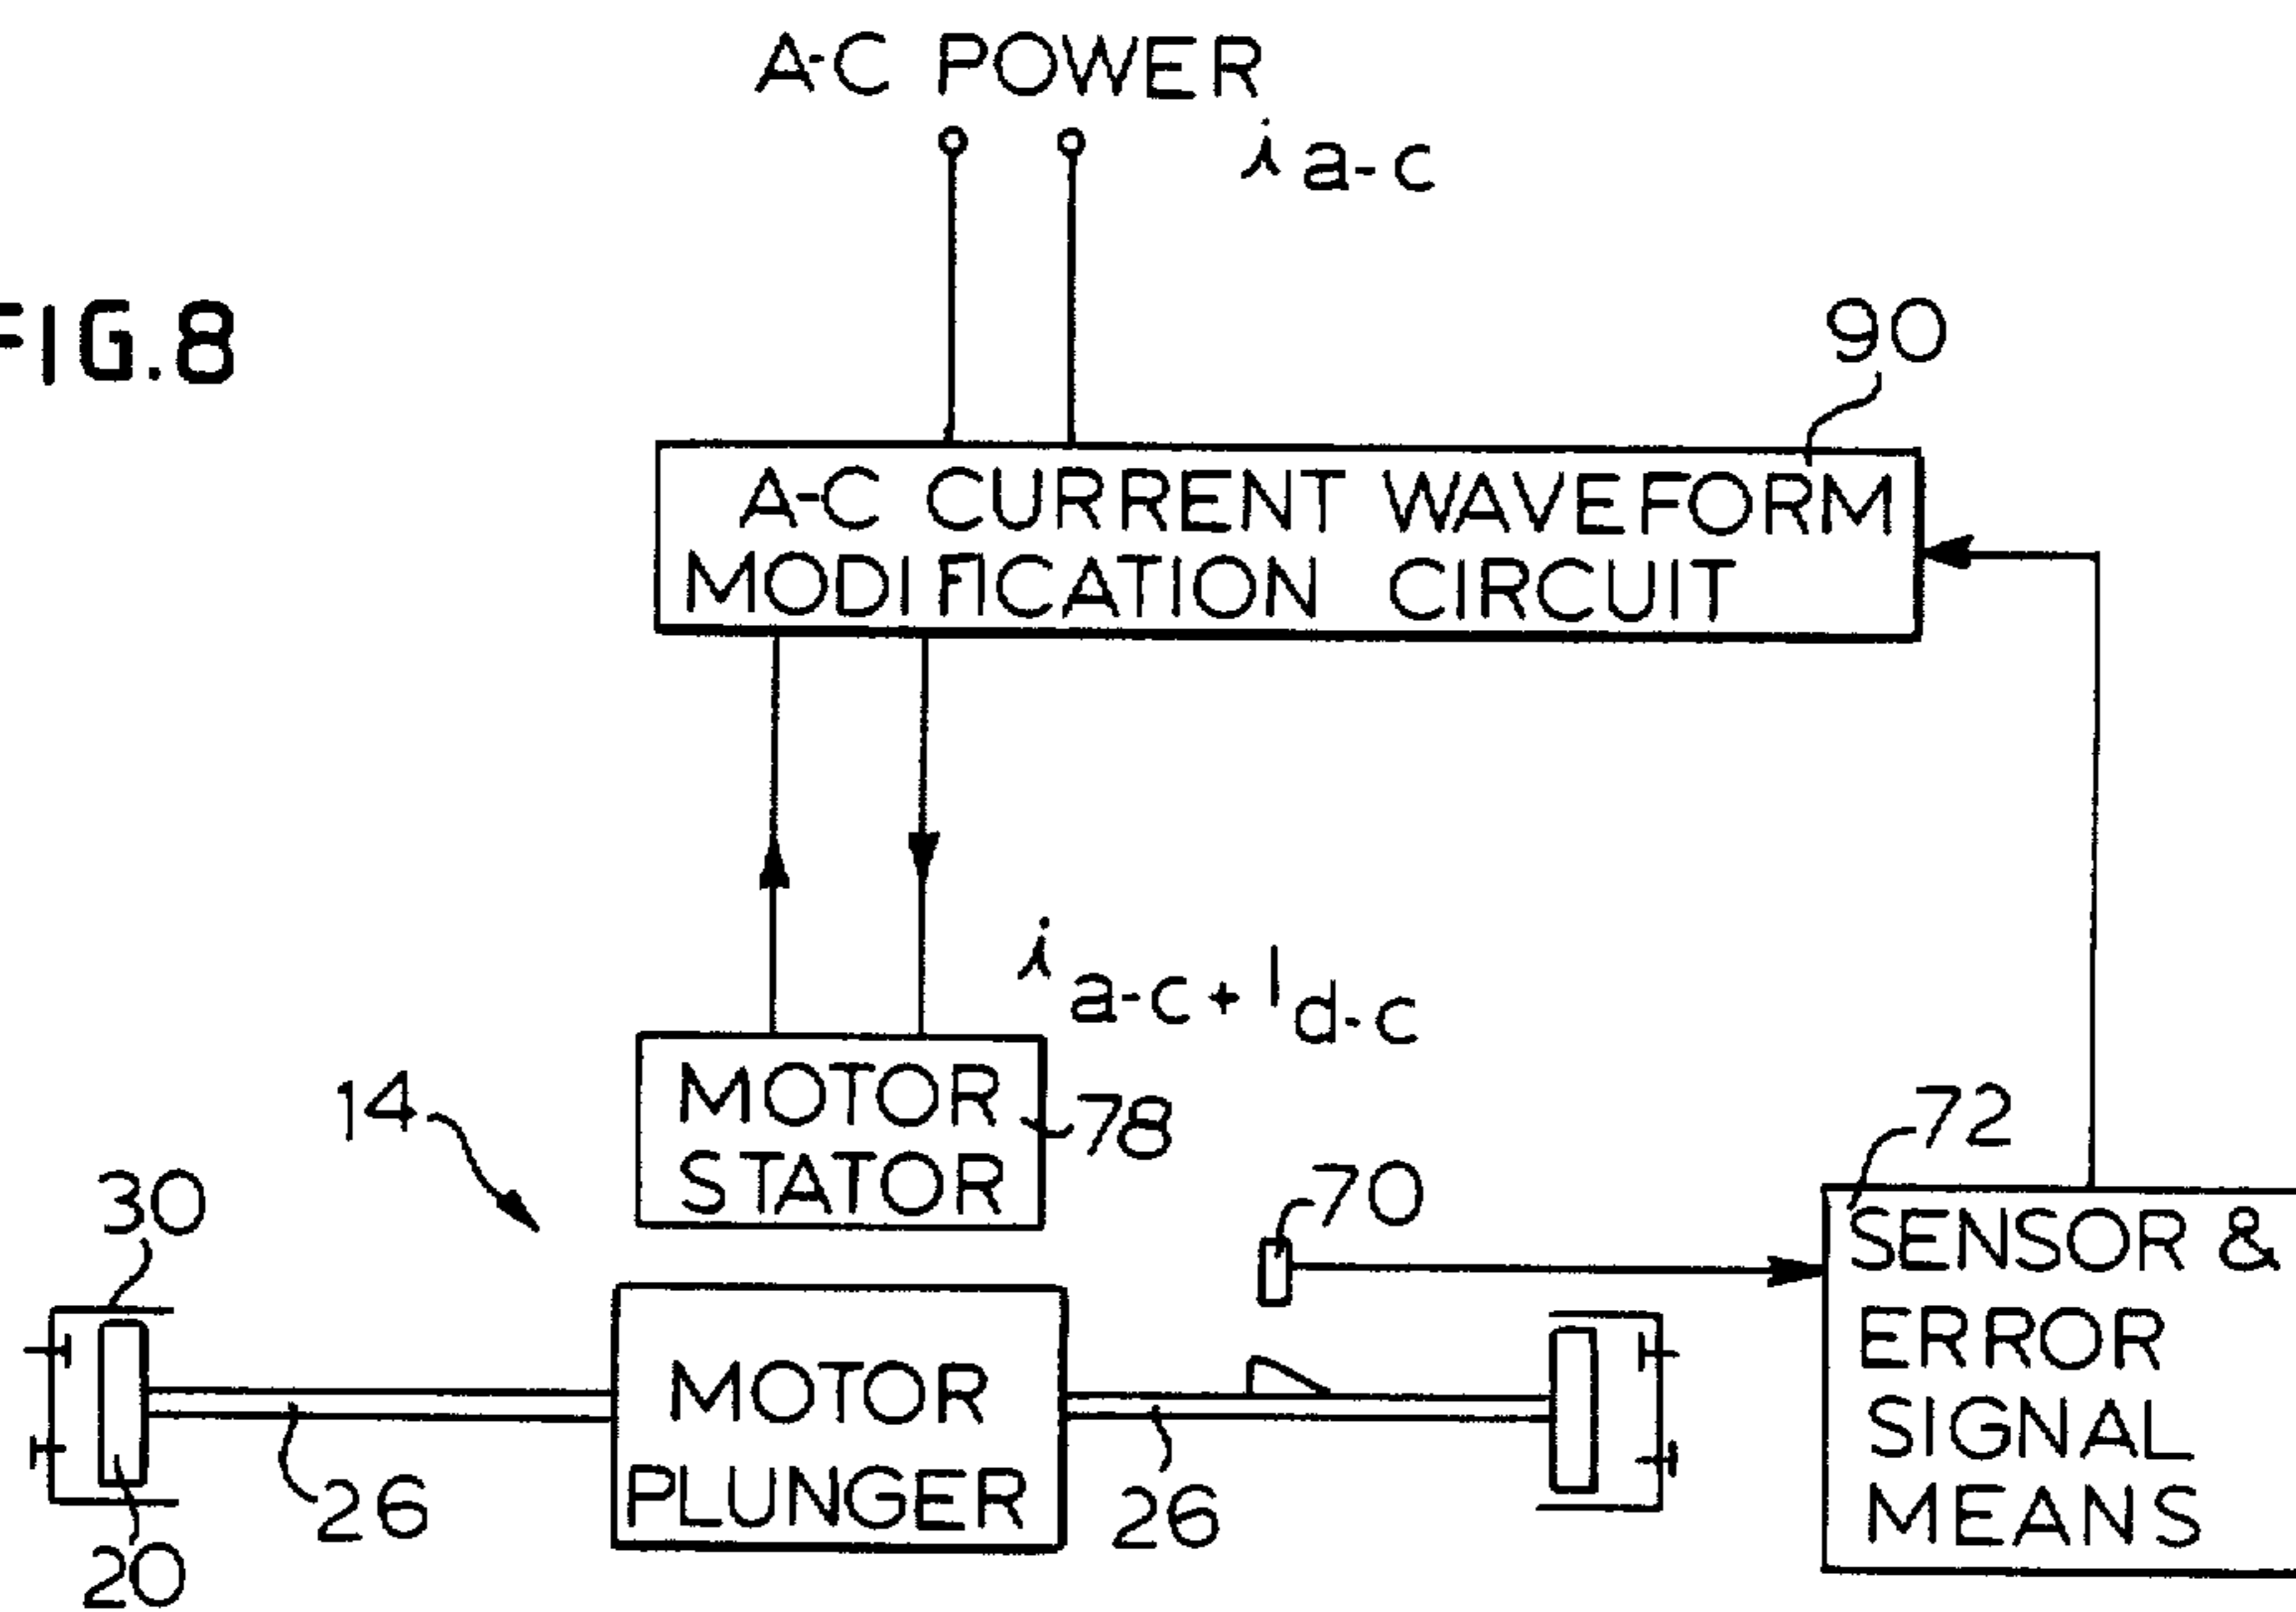 A-C POWER
i a-c
FIG.8
90
A-C CURRENT WAVEFORM
MODIFICATION CIRCUIT
i a-c + I d-c
14
MOTOR
STATOR
78
72
30
70
SENSOR &
ERROR
SIGNAL
MEANS
MOTOR
PLUNGER
26
26
20